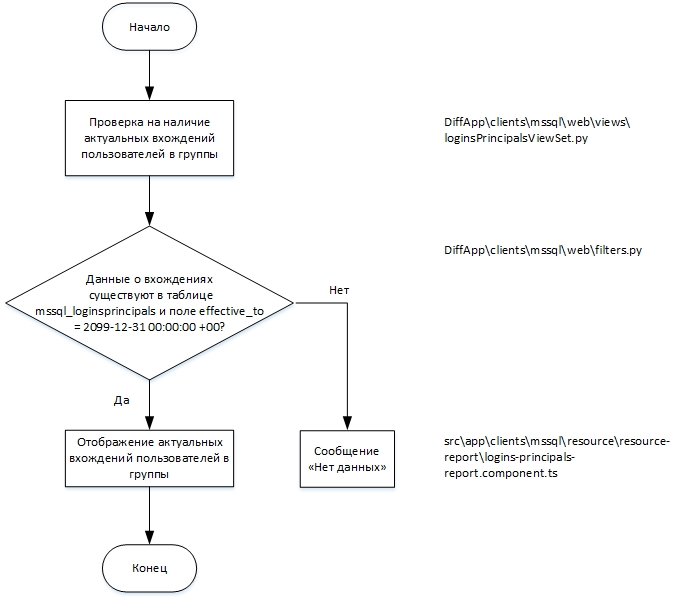 Начало
Проверка на наличие
актуальных вхождений
пользователей в группы
DiffApp\clients\mssql\web\views\
loginsPrincipalsViewSet.py
DiffApp\clients\mssql\web\filters.py
Данные о вхождениях
существуют в таблице
mssql_loginsprincipals и поле effective_to
= 2099-12-31 00:00:00 +00?
Нет
Да
Отображение актуальных
вхождений пользователей в
группы
Сообщение
«Нет данных»
src\app\clients\mssql\resource\resource-
report\logins-principals-
report.component.ts
Конец